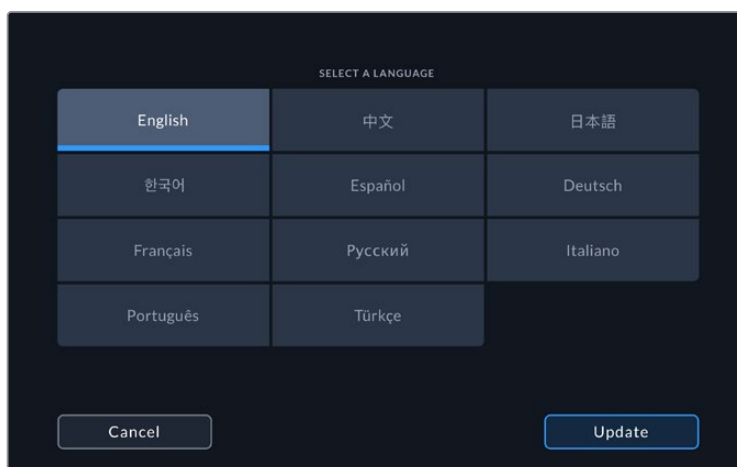 SELECT A LANGUAGE
English 中文 日本語
한국어 Español Deutsch
Français Русский Italiano
Português Türkçe
Cancel Update